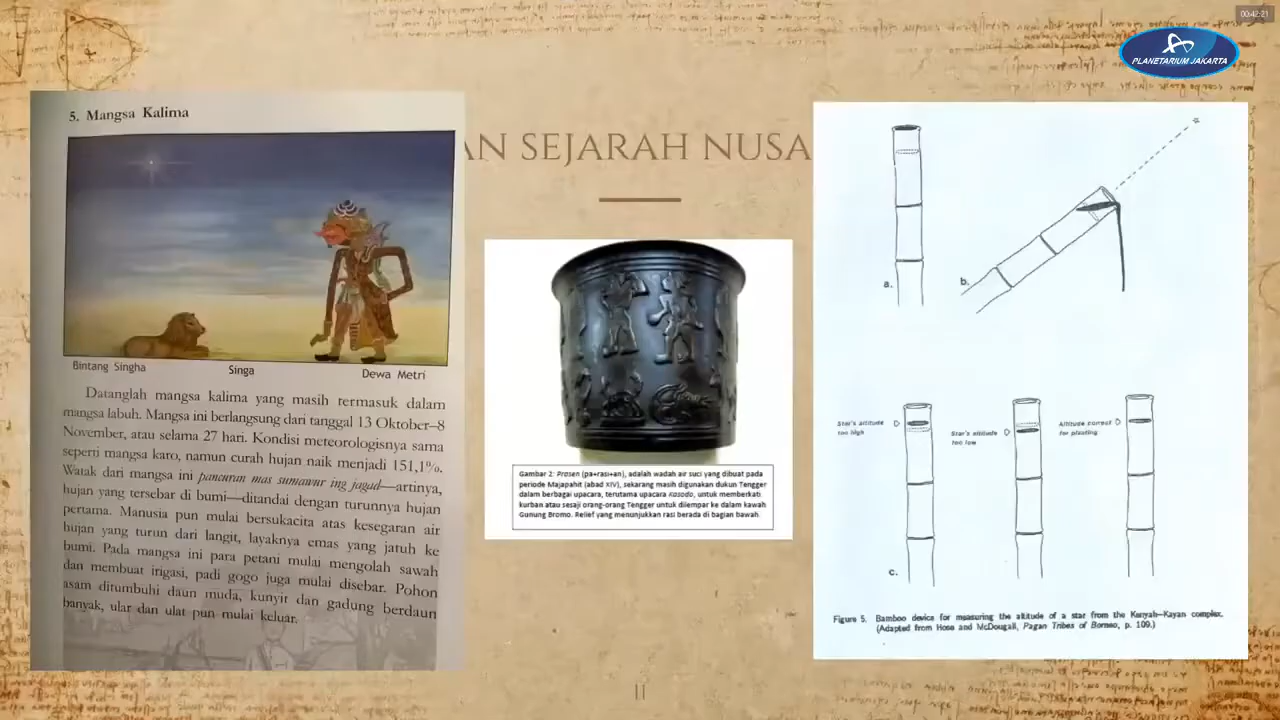 00:42:21
PLANETARIUM JAKARTA
AN SEJARAH NUSA
5. Mangsa Kalima
Bintang Singha
Singa
Dewa Metri
Datanglah mangsa kalima yang masih termasuk dalam
mangsa labuh. Mangsa ini berlangsung dari tanggal 13 Oktober–8
November, atau selama 27 hari. Kondisi meteorologisnya sama
seperti mangsa karo, namun curah hujan naik menjadi 151,1%.
Watak dari mangsa ini pancuran mas sumawur ing jagad—artinya,
hujan yang tersebar di bumi—ditandai dengan turunnya hujan
pertama. Manusia pun mulai bersukacita atas kesegaran air
hujan yang turun dari langit, layaknya emas yang jatuh ke
bumi. Pada mangsa ini para petani mulai mengolah sawah
dan membuat irigasi, padi gogo juga mulai disebar. Pohon
asam ditumbuhi daun muda, kunyit dan gadung berdaun
banyak, ular dan ulat pun mulai keluar.
Gambar 2: Prasen (pa+rasi+an), adalah wadah air suci yang dibuat pada
periode Majapahit (abad XIV), sekarang masih digunakan dukun Tengger
dalam berbagai upacara, terutama upacara Kasodo, untuk memberkati
kurban atau sesaji orang-orang Tengger untuk dilempar ke dalam kawah
Gunung Bromo. Relief yang menunjukkan rasi berada di bagian bawah.
a.
b.
Star's altitude
too high
Star's altitude
too low
Altitude correct
for planting
c.
Figure 5. Bamboo device for measuring the altitude of a star from the Kenyah—Kayan complex.
(Adapted from Hose and McDougall, Pagan Tribes of Borneo, p. 109.)
11